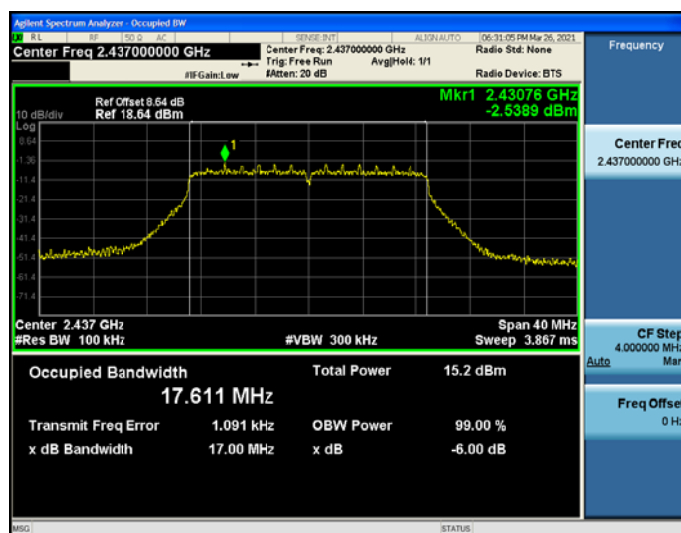 Agilent Spectrum Analyzer - Occupied BW
LXI RL RF 50 Ω AC SENSE:INT ALIGN AUTO 06:31:05 PM Mar 26, 2021
Center Freq 2.437000000 GHz
Center Freq: 2.437000000 GHz
Radio Std: None
Trig: Free Run Avg|Hold: 1/1
#IFGain:Low
#Atten: 20 dB
Radio Device: BTS
Frequency
Ref Offset 8.64 dB
Mkr1 2.43076 GHz
10 dB/div Ref 18.64 dBm
-2.5389 dBm
Log
8.64
-1.36
-11.4
-21.4
-31.4
-41.4
-51.4
-61.4
-71.4
1
Center 2.437 GHz
Span 40 MHz
#Res BW 100 kHz
#VBW 300 kHz
Sweep 3.867 ms
Occupied Bandwidth
Total Power 15.2 dBm
17.611 MHz
Transmit Freq Error 1.091 kHz
OBW Power 99.00 %
x dB Bandwidth 17.00 MHz
x dB -6.00 dB
Center Freq
2.437000000 GHz
CF Step
4.000000 MHz
Auto Man
Freq Offset
0 Hz
MSG
STATUS